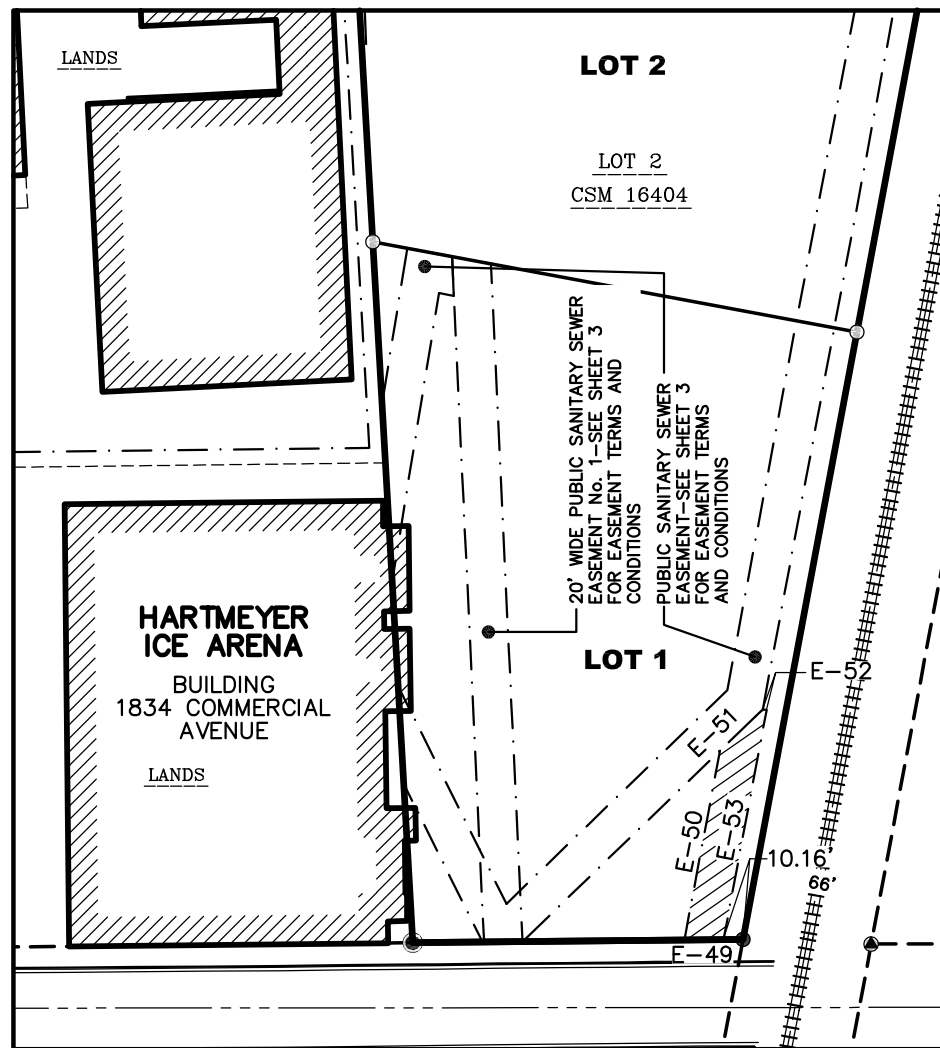 LANDS
LOT 2
LOT 2
CSM 16404
20' WIDE PUBLIC SANITARY SEWER
EASEMENT No. 1-SEE SHEET 3
FOR EASEMENT TERMS AND
CONDITIONS
PUBLIC SANITARY SEWER
EASEMENT-SEE SHEET 3
FOR EASEMENT TERMS
AND CONDITIONS
HARTMEYER
ICE ARENA
BUILDING
1834 COMMERCIAL
AVENUE
LANDS
LOT 1
E-52
E-51
E-50
E-53
10.16'
66'
E-49